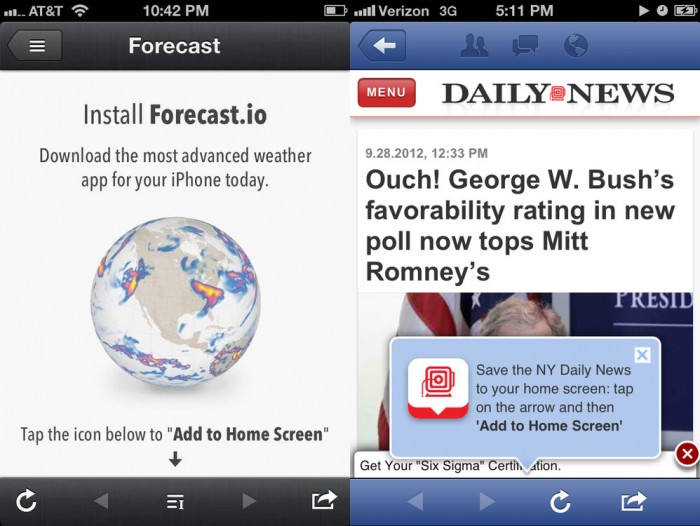 AT&T 10:42 PM
Forecast
Install Forecast.io
Download the most advanced weather
app for your iPhone today.
Tap the icon below to "Add to Home Screen"
Verizon 3G 5:11 PM
MENU DAILY NEWS
9.28.2012, 12:33 PM
Ouch! George W. Bush’s
favorability rating in new
poll now tops Mitt
Romney’s
PRESID
Save the NY Daily News
to your home screen: tap
on the arrow and then
'Add to Home Screen'
Get Your "Six Sigma"